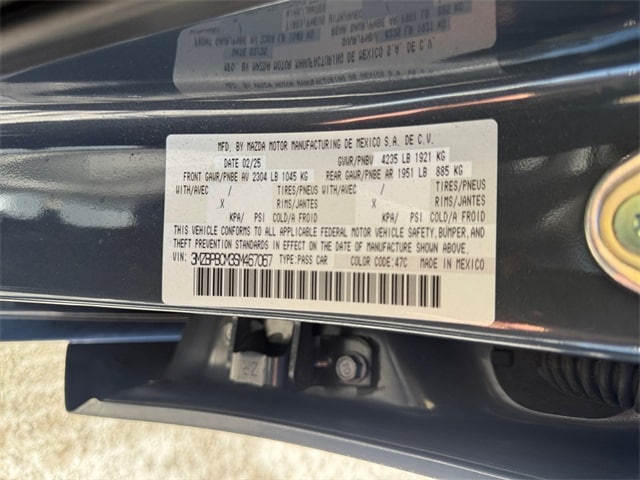 MFD. BY MAZDA MOTOR MANUFACTURING DE MEXICO S.A. DE C.V.
DATE 02/25 GVWR/PNBV 4235 LB 1921 KG
FRONT GAWR/PNBE AV 2304 LB 1045 KG REAR GAWR/PNBE AR 1951 LB 885 KG
WITH/AVEC / TIRES/PNEUS WITH/AVEC / TIRES/PNEUS
.X RIMS/JANTES .X RIMS/JANTES
KPA/ PSI COLD/A FROID KPA/ PSI COLD/A FROID
THIS VEHICLE CONFORMS TO ALL APPLICABLE FEDERAL MOTOR VEHICLE SAFETY, BUMPER, AND
THEFT PREVENTION STANDARDS IN EFFECT ON THE DATE OF MANUFACTURE SHOWN ABOVE.
VIN: 3MZBPBCM3SM467067 TYPE:PASS CAR COLOR CODE:47C MADE IN MEXICO